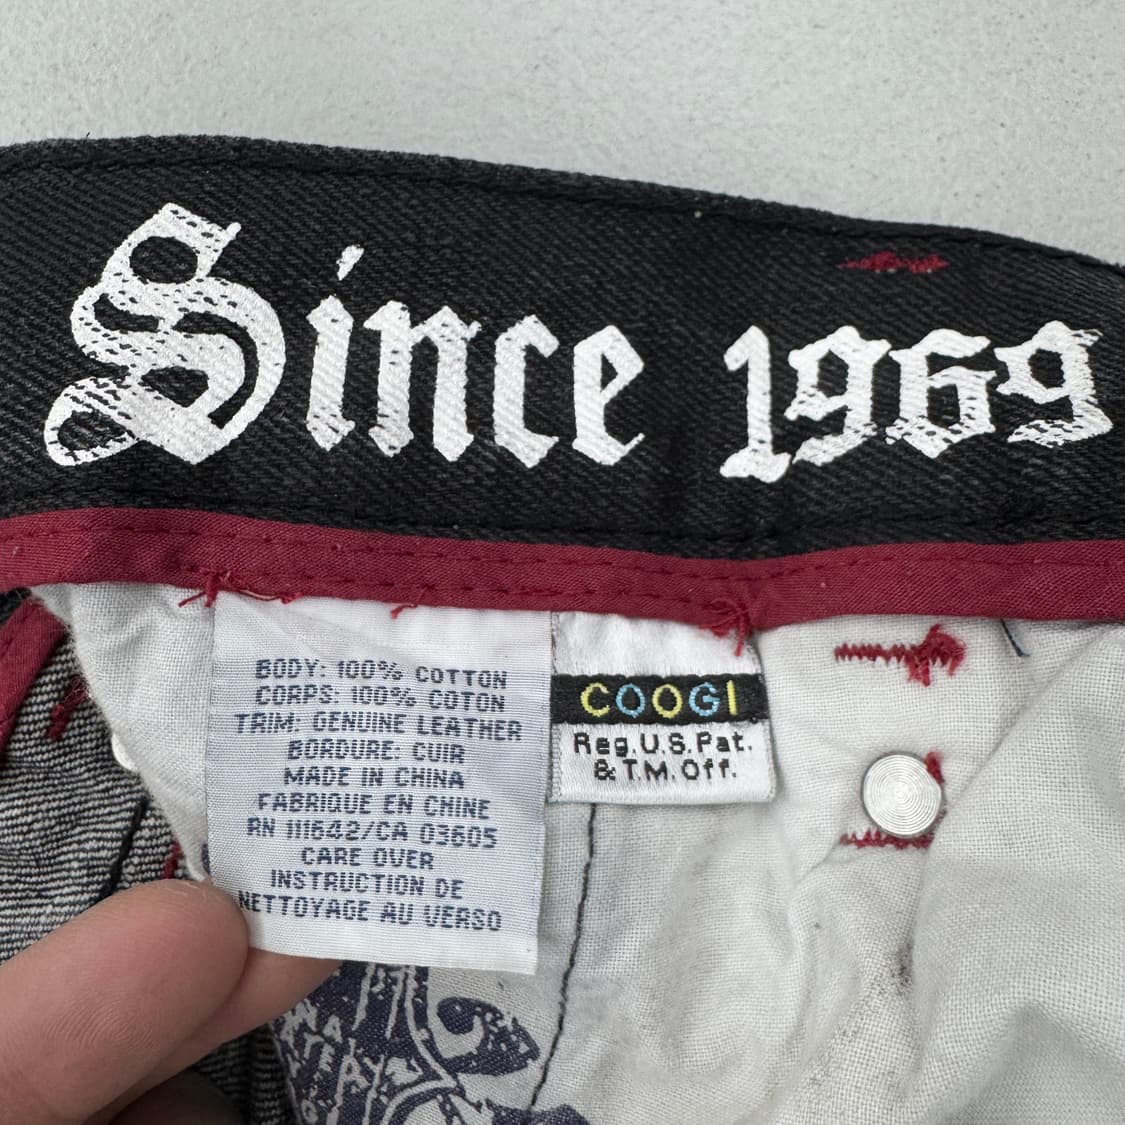 Since 1969
BODY: 100% COTTON
CORPS: 100% COTON
TRIM: GENUINE LEATHER
BORDURE: CUIR
MADE IN CHINA
FABRIQUE EN CHINE
RN 111642/CA 03605
CARE OVER
INSTRUCTION DE
NETTOYAGE AU VERSO
COOGI
Reg.U.S.Pat.
& T.M.Off.